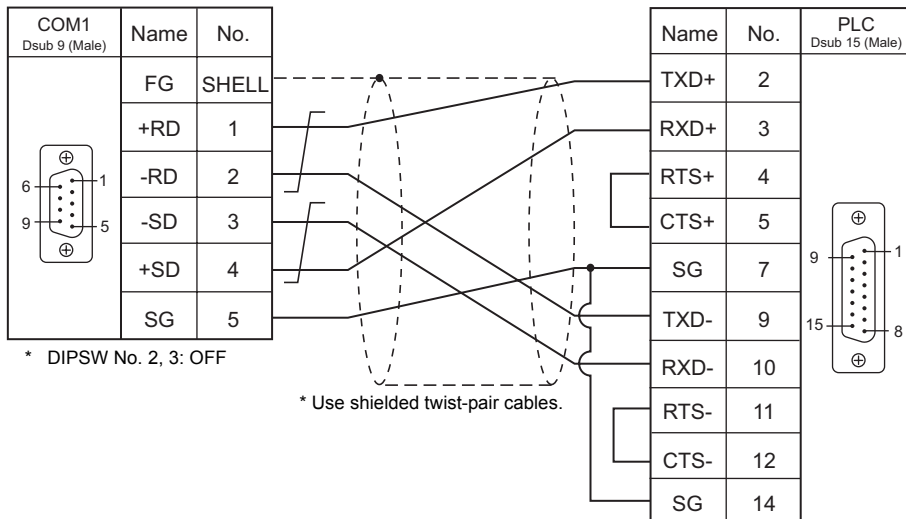 COM1
Dsub 9 (Male)
Name No.
FG SHELL
+RD 1
-RD 2
-SD 3
+SD 4
SG 5
6
1
9
5
* DIPSW No. 2, 3: OFF
* Use shielded twist-pair cables.
Name No.
PLC
Dsub 15 (Male)
TXD+ 2
RXD+ 3
RTS+ 4
CTS+ 5
SG 7
TXD- 9
RXD- 10
RTS- 11
CTS- 12
SG 14
9
1
15
8